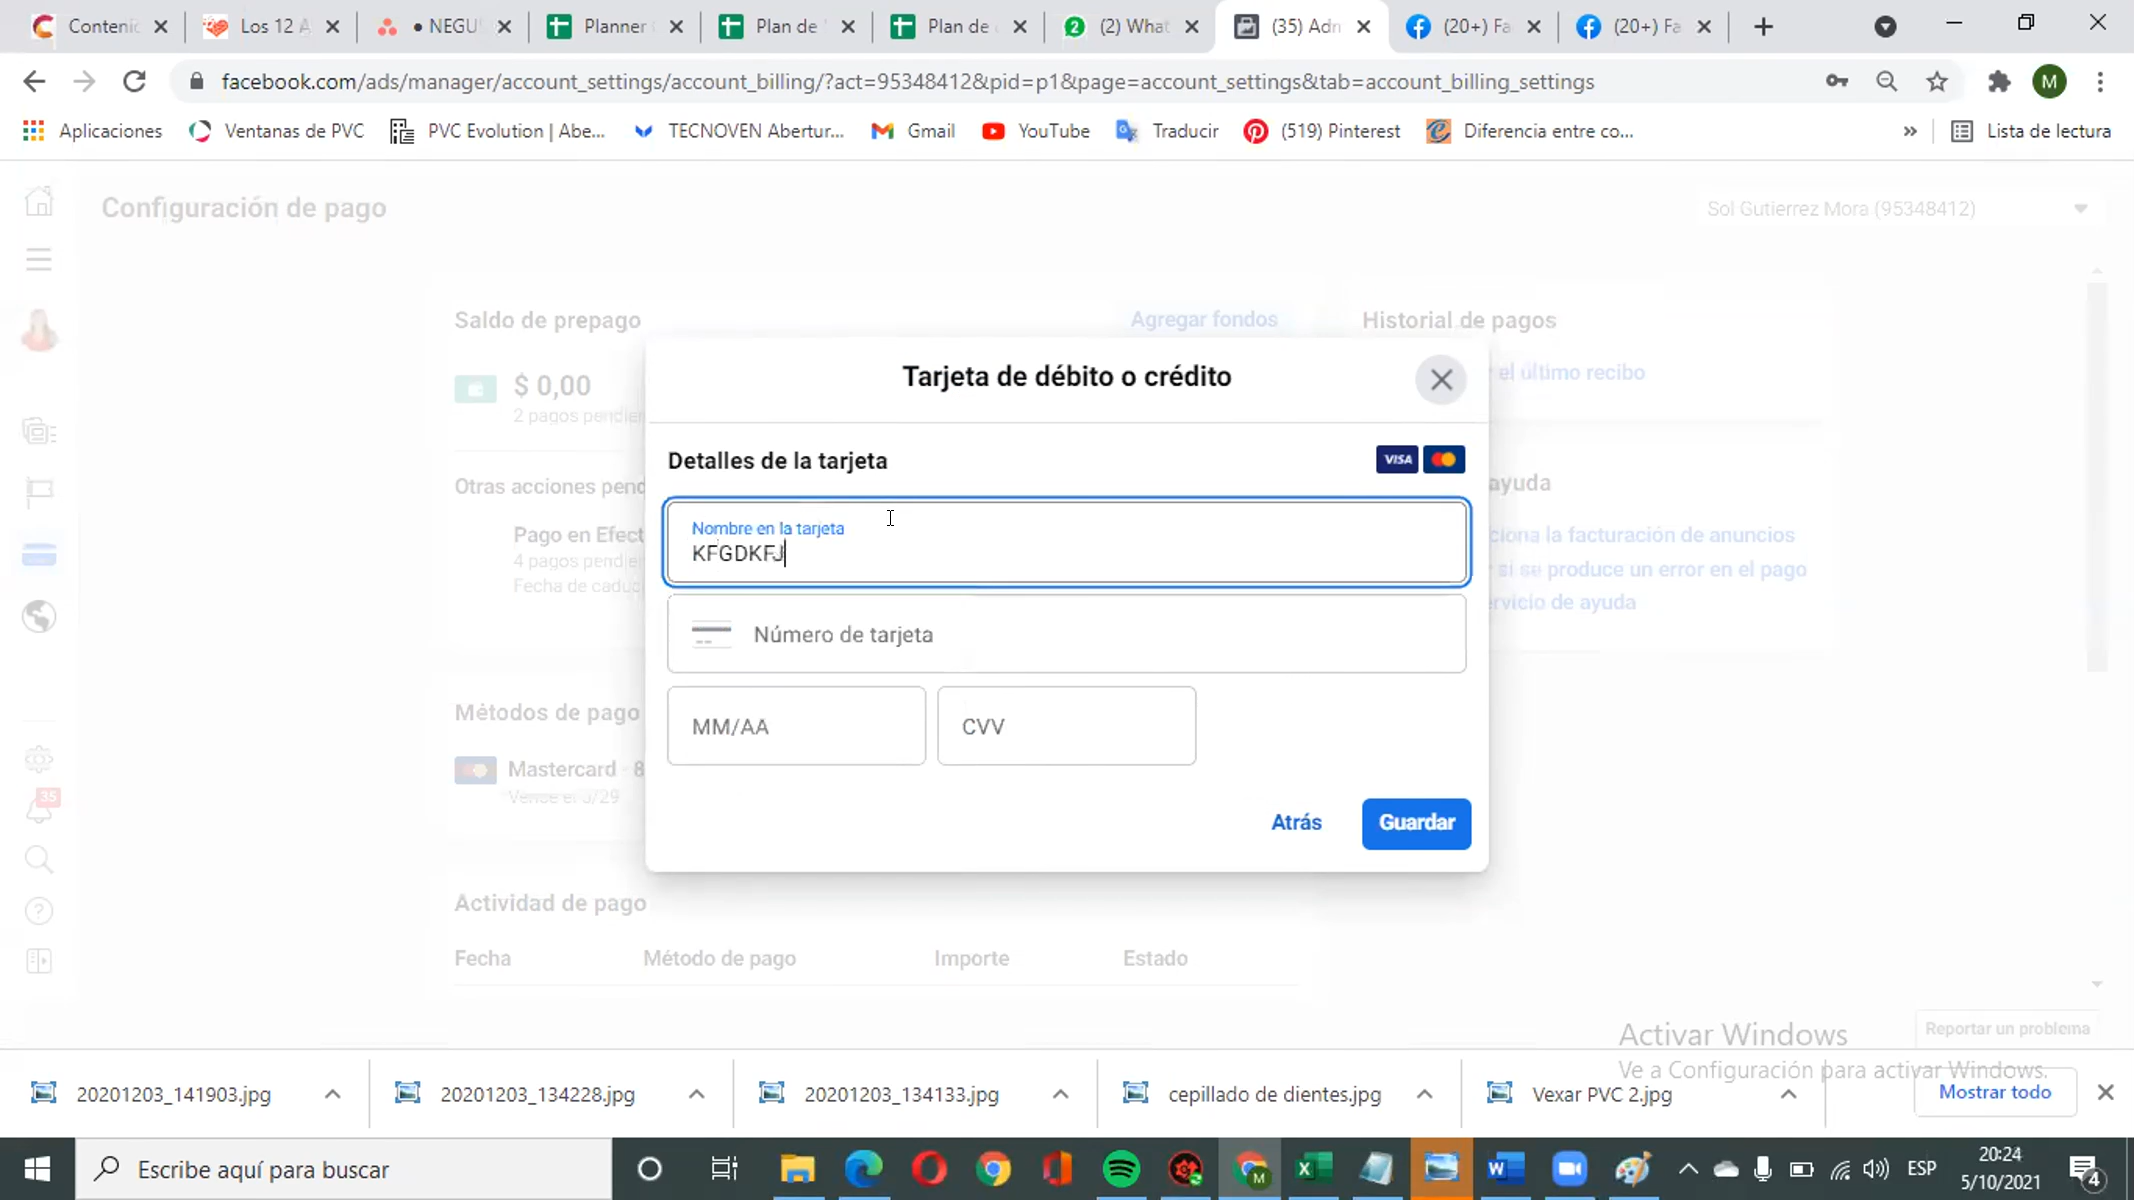 Conteni
Los 12 A
• NEGU
Planner
Plan de
Plan de
(2) What
(35) Adn
(20+) Fa
(20+) Fa
facebook.com/ads/manager/account_settings/account_billing/?act=95348412&pid=p1&page=account_settings&tab=account_billing_settings
M
Aplicaciones
Ventanas de PVC
PVC Evolution | Abe...
TECNOVEN Abertur...
Gmail
YouTube
Traducir
(519) Pinterest
Diferencia entre co...
»
Lista de lectura
Configuración de pago
Sol Gutierrez Mora (95348412)
Saldo de prepago
Agregar fondos
Historial de pagos
$ 0,00
2 pagos pendien
el último recibo
Tarjeta de débito o crédito
Detalles de la tarjeta
VISA
Otras acciones pend
ayuda
Nombre en la tarjeta
KFGDKFJ
Pago en Efect
4 pagos pendie
Fecha de caduc
ciona la facturación de anuncios
si se produce un error en el pago
ervicio de ayuda
Número de tarjeta
MM/AA
CVV
Métodos de pago
Mastercard · 8
Vence el 5/29
35
Atrás
Guardar
Actividad de pago
Fecha
Método de pago
Importe
Estado
Reportar un problema
Activar Windows
Ve a Configuración para activar Windows.
20201203_141903.jpg
20201203_134228.jpg
20201203_134133.jpg
cepillado de dientes.jpg
Vexar PVC 2.jpg
Mostrar todo
Escribe aquí para buscar
ESP
20:24
5/10/2021
4